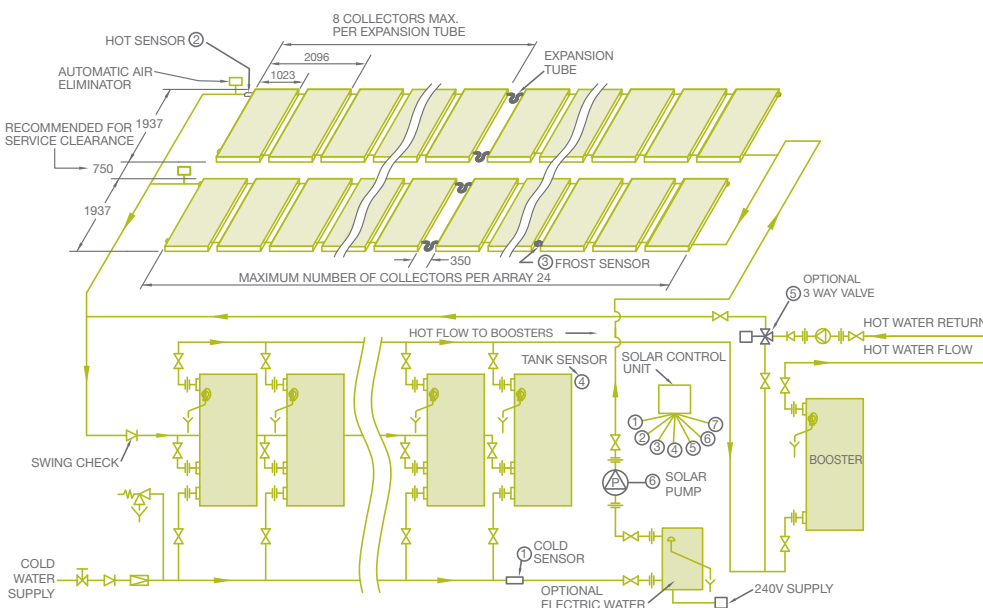 8 COLLECTORS MAX.
PER EXPANSION TUBE
HOT SENSOR ②
2096
EXPANSION
TUBE
AUTOMATIC AIR
ELIMINATOR
1023
1937
RECOMMENDED FOR
SERVICE CLEARANCE
750
1937
350
③ FROST SENSOR
MAXIMUM NUMBER OF COLLECTORS PER ARRAY 24
OPTIONAL
⑤ 3 WAY VALVE
HOT WATER RETURN
HOT FLOW TO BOOSTERS
HOT WATER FLOW
TANK SENSOR
④
SOLAR CONTROL
UNIT
① ② ③ ④ ⑤ ⑥ ⑦
SWING CHECK
BOOSTER
P
⑥ SOLAR
PUMP
① COLD
SENSOR
COLD
WATER
SUPPLY
OPTIONAL
ELECTRIC WATER
240V SUPPLY